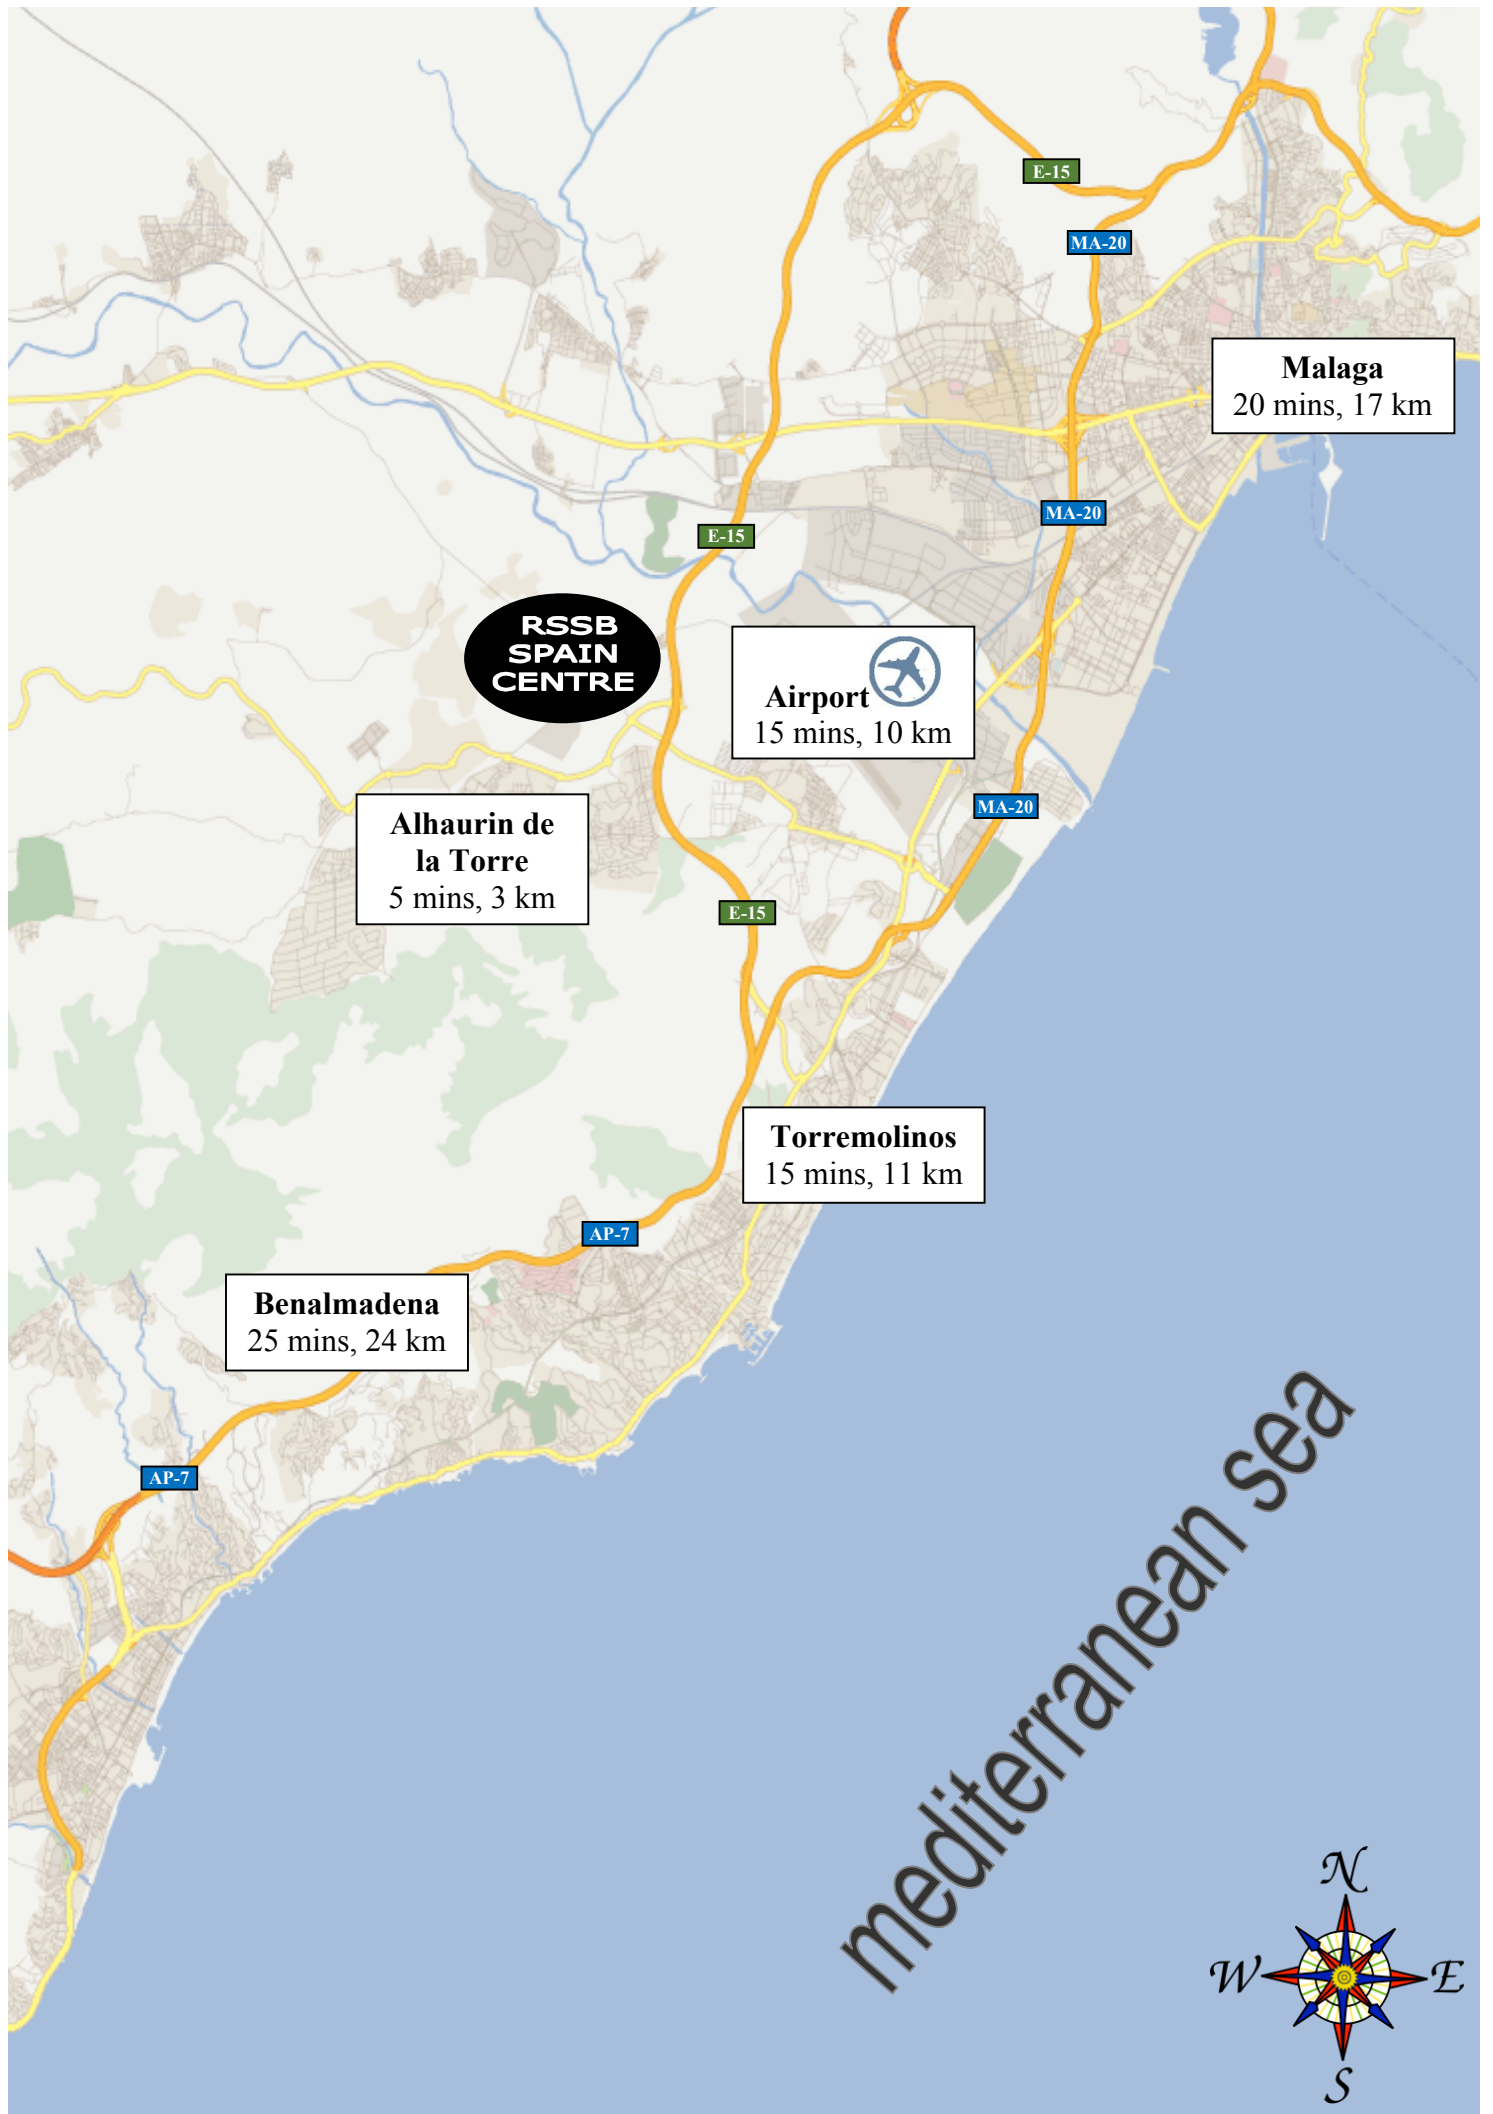 E-15
MA-20
Malaga
20 mins, 17 km
MA-20
E-15
RSSB
SPAIN
CENTRE
Airport
15 mins, 10 km
MA-20
Alhaurin de
la Torre
5 mins, 3 km
E-15
Torremolinos
15 mins, 11 km
AP-7
Benalmadena
25 mins, 24 km
AP-7
mediterranean sea
N
W
E
S